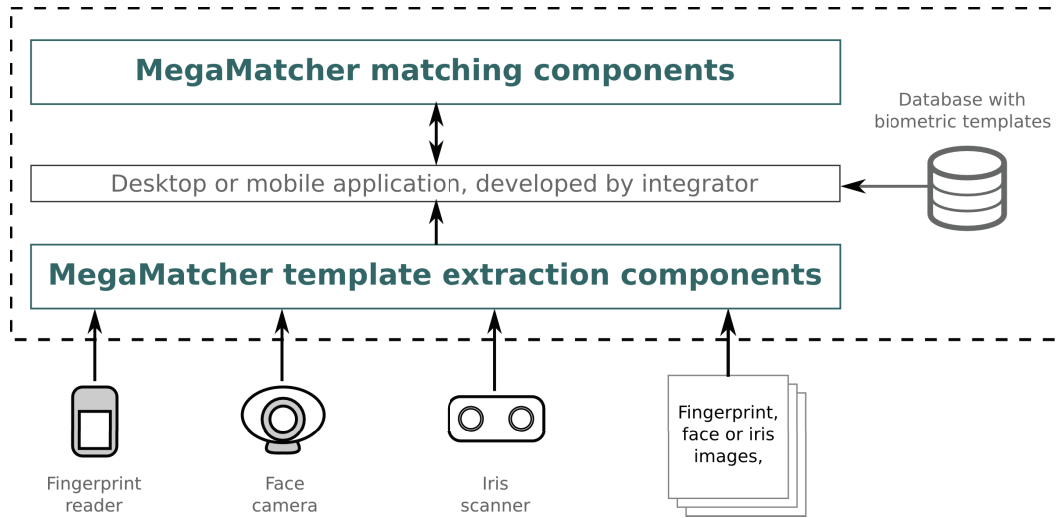 MegaMatcher matching components
Database with
biometric templates
Desktop or mobile application, developed by integrator
MegaMatcher template extraction components
Fingerprint,
face or iris
images,
Fingerprint
reader
Face
camera
Iris
scanner